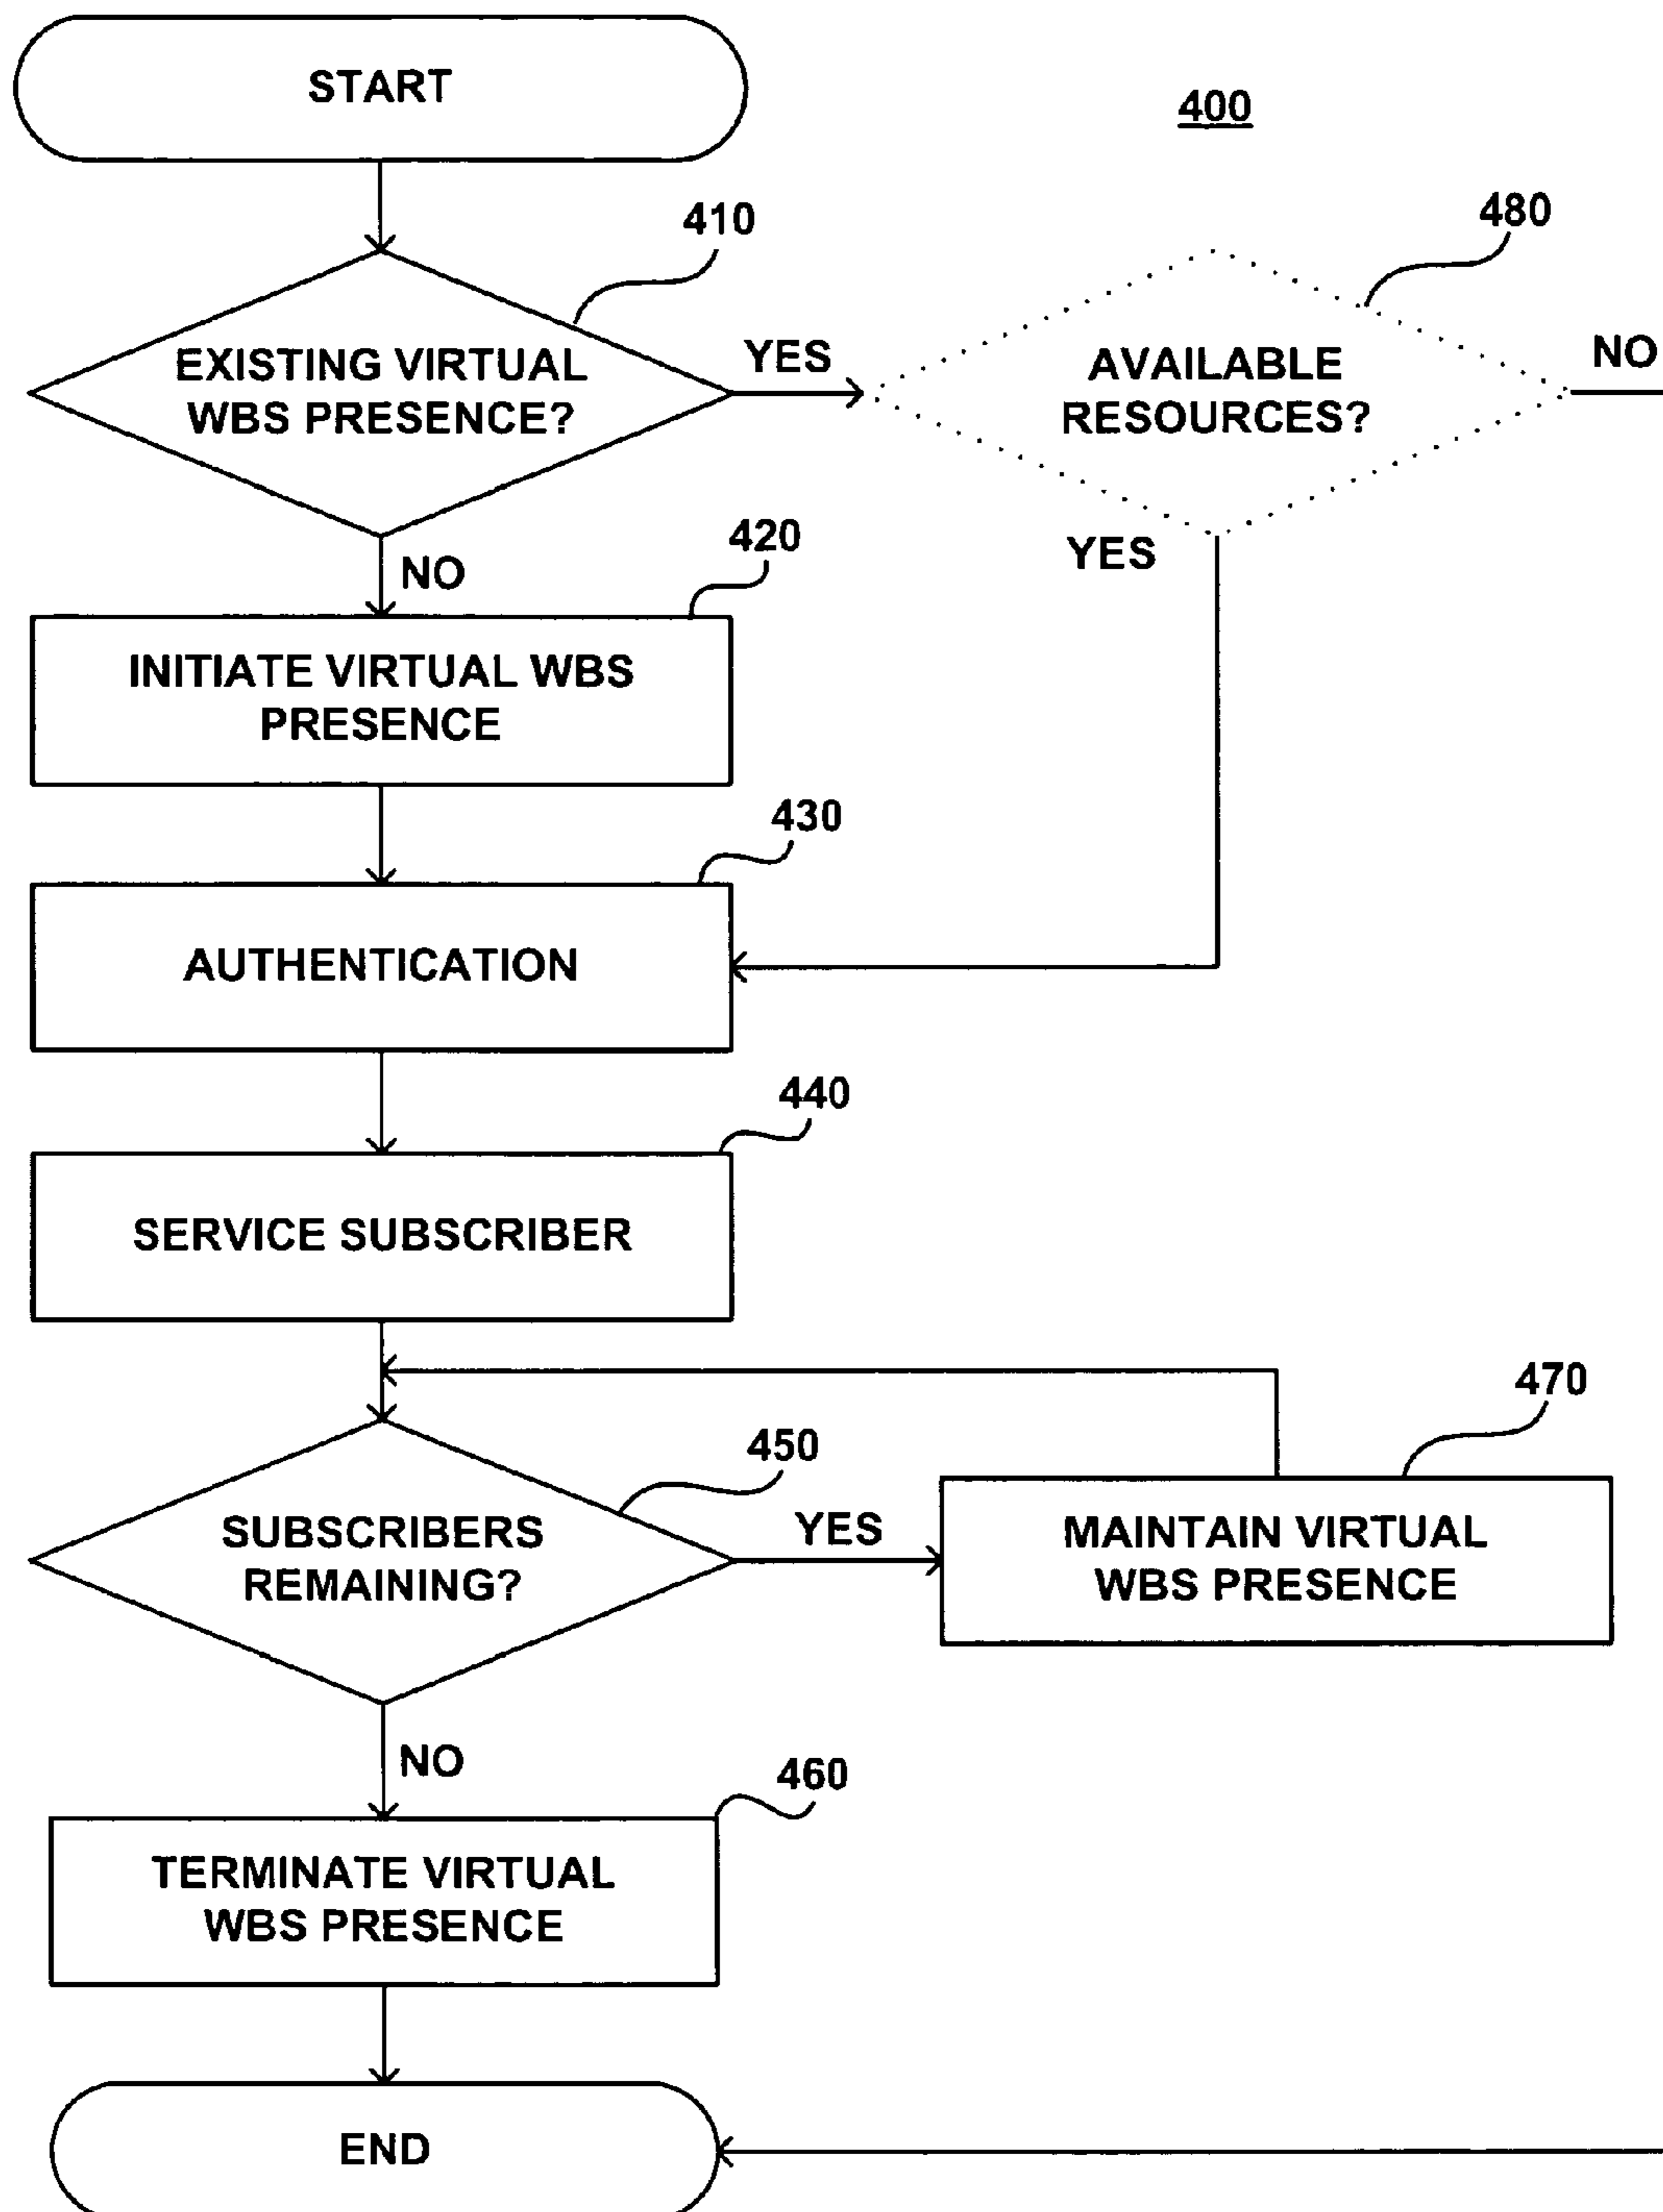 START
400
410
480
EXISTING VIRTUAL
WBS PRESENCE?
YES
AVAILABLE
RESOURCES?
NO
NO
420
YES
INITIATE VIRTUAL WBS
PRESENCE
430
AUTHENTICATION
440
SERVICE SUBSCRIBER
470
450
SUBSCRIBERS
REMAINING?
YES
MAINTAIN VIRTUAL
WBS PRESENCE
NO
460
TERMINATE VIRTUAL
WBS PRESENCE
END